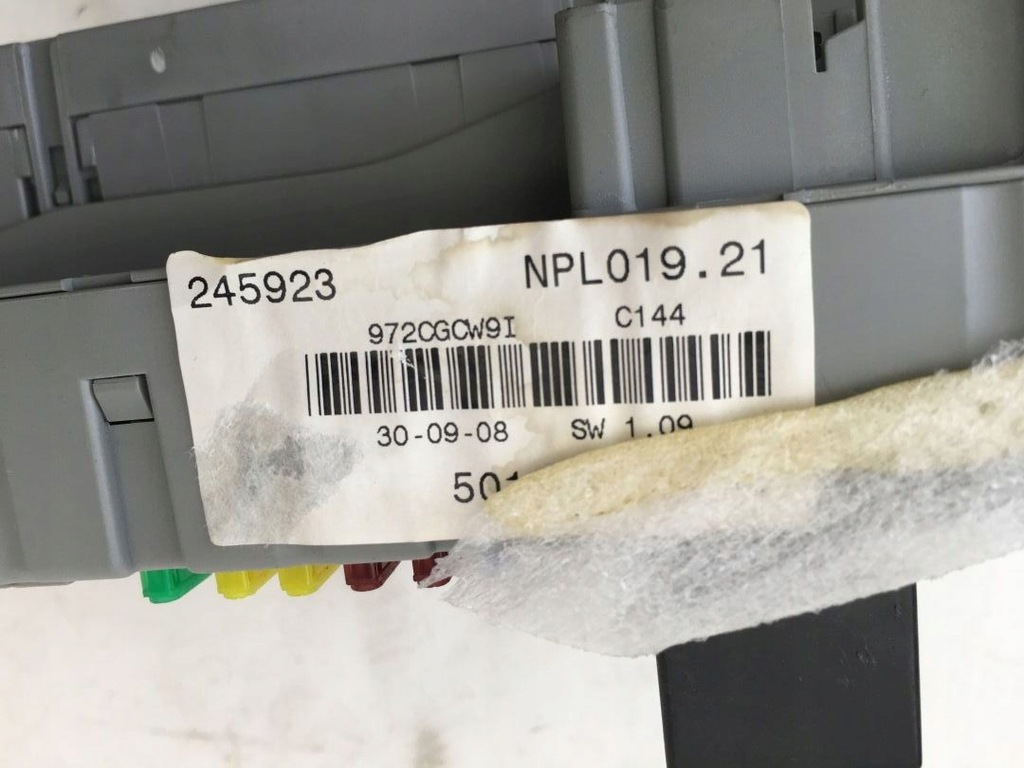 245923 NPL019.21
972CGCW9I C144
30-09-08 SW 1.09